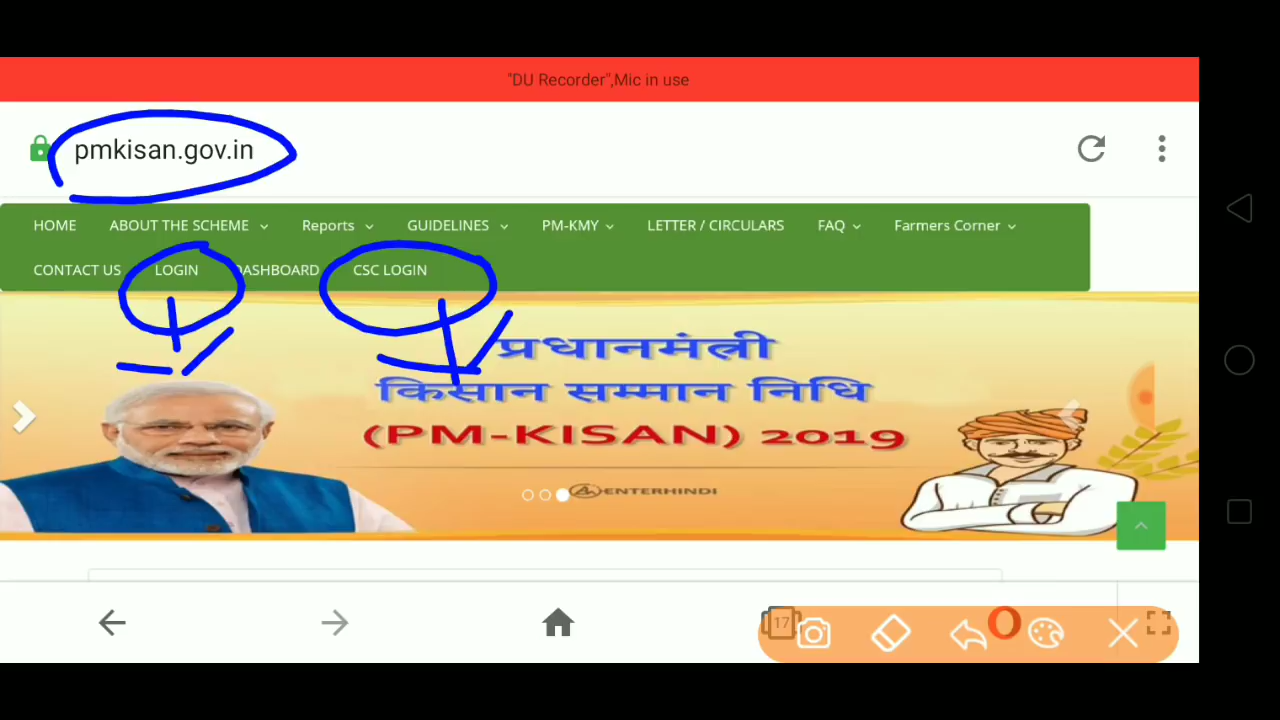 "DU Recorder",Mic in use
pmkisan.gov.in
HOME ABOUT THE SCHEME Reports GUIDELINES PM-KMY LETTER / CIRCULARS FAQ Farmers Corner
CONTACT US LOGIN DASHBOARD CSC LOGIN
प्रधानमंत्री
किसान सम्मान निधि
(PM-KISAN) 2019
ENTERHINDI
17